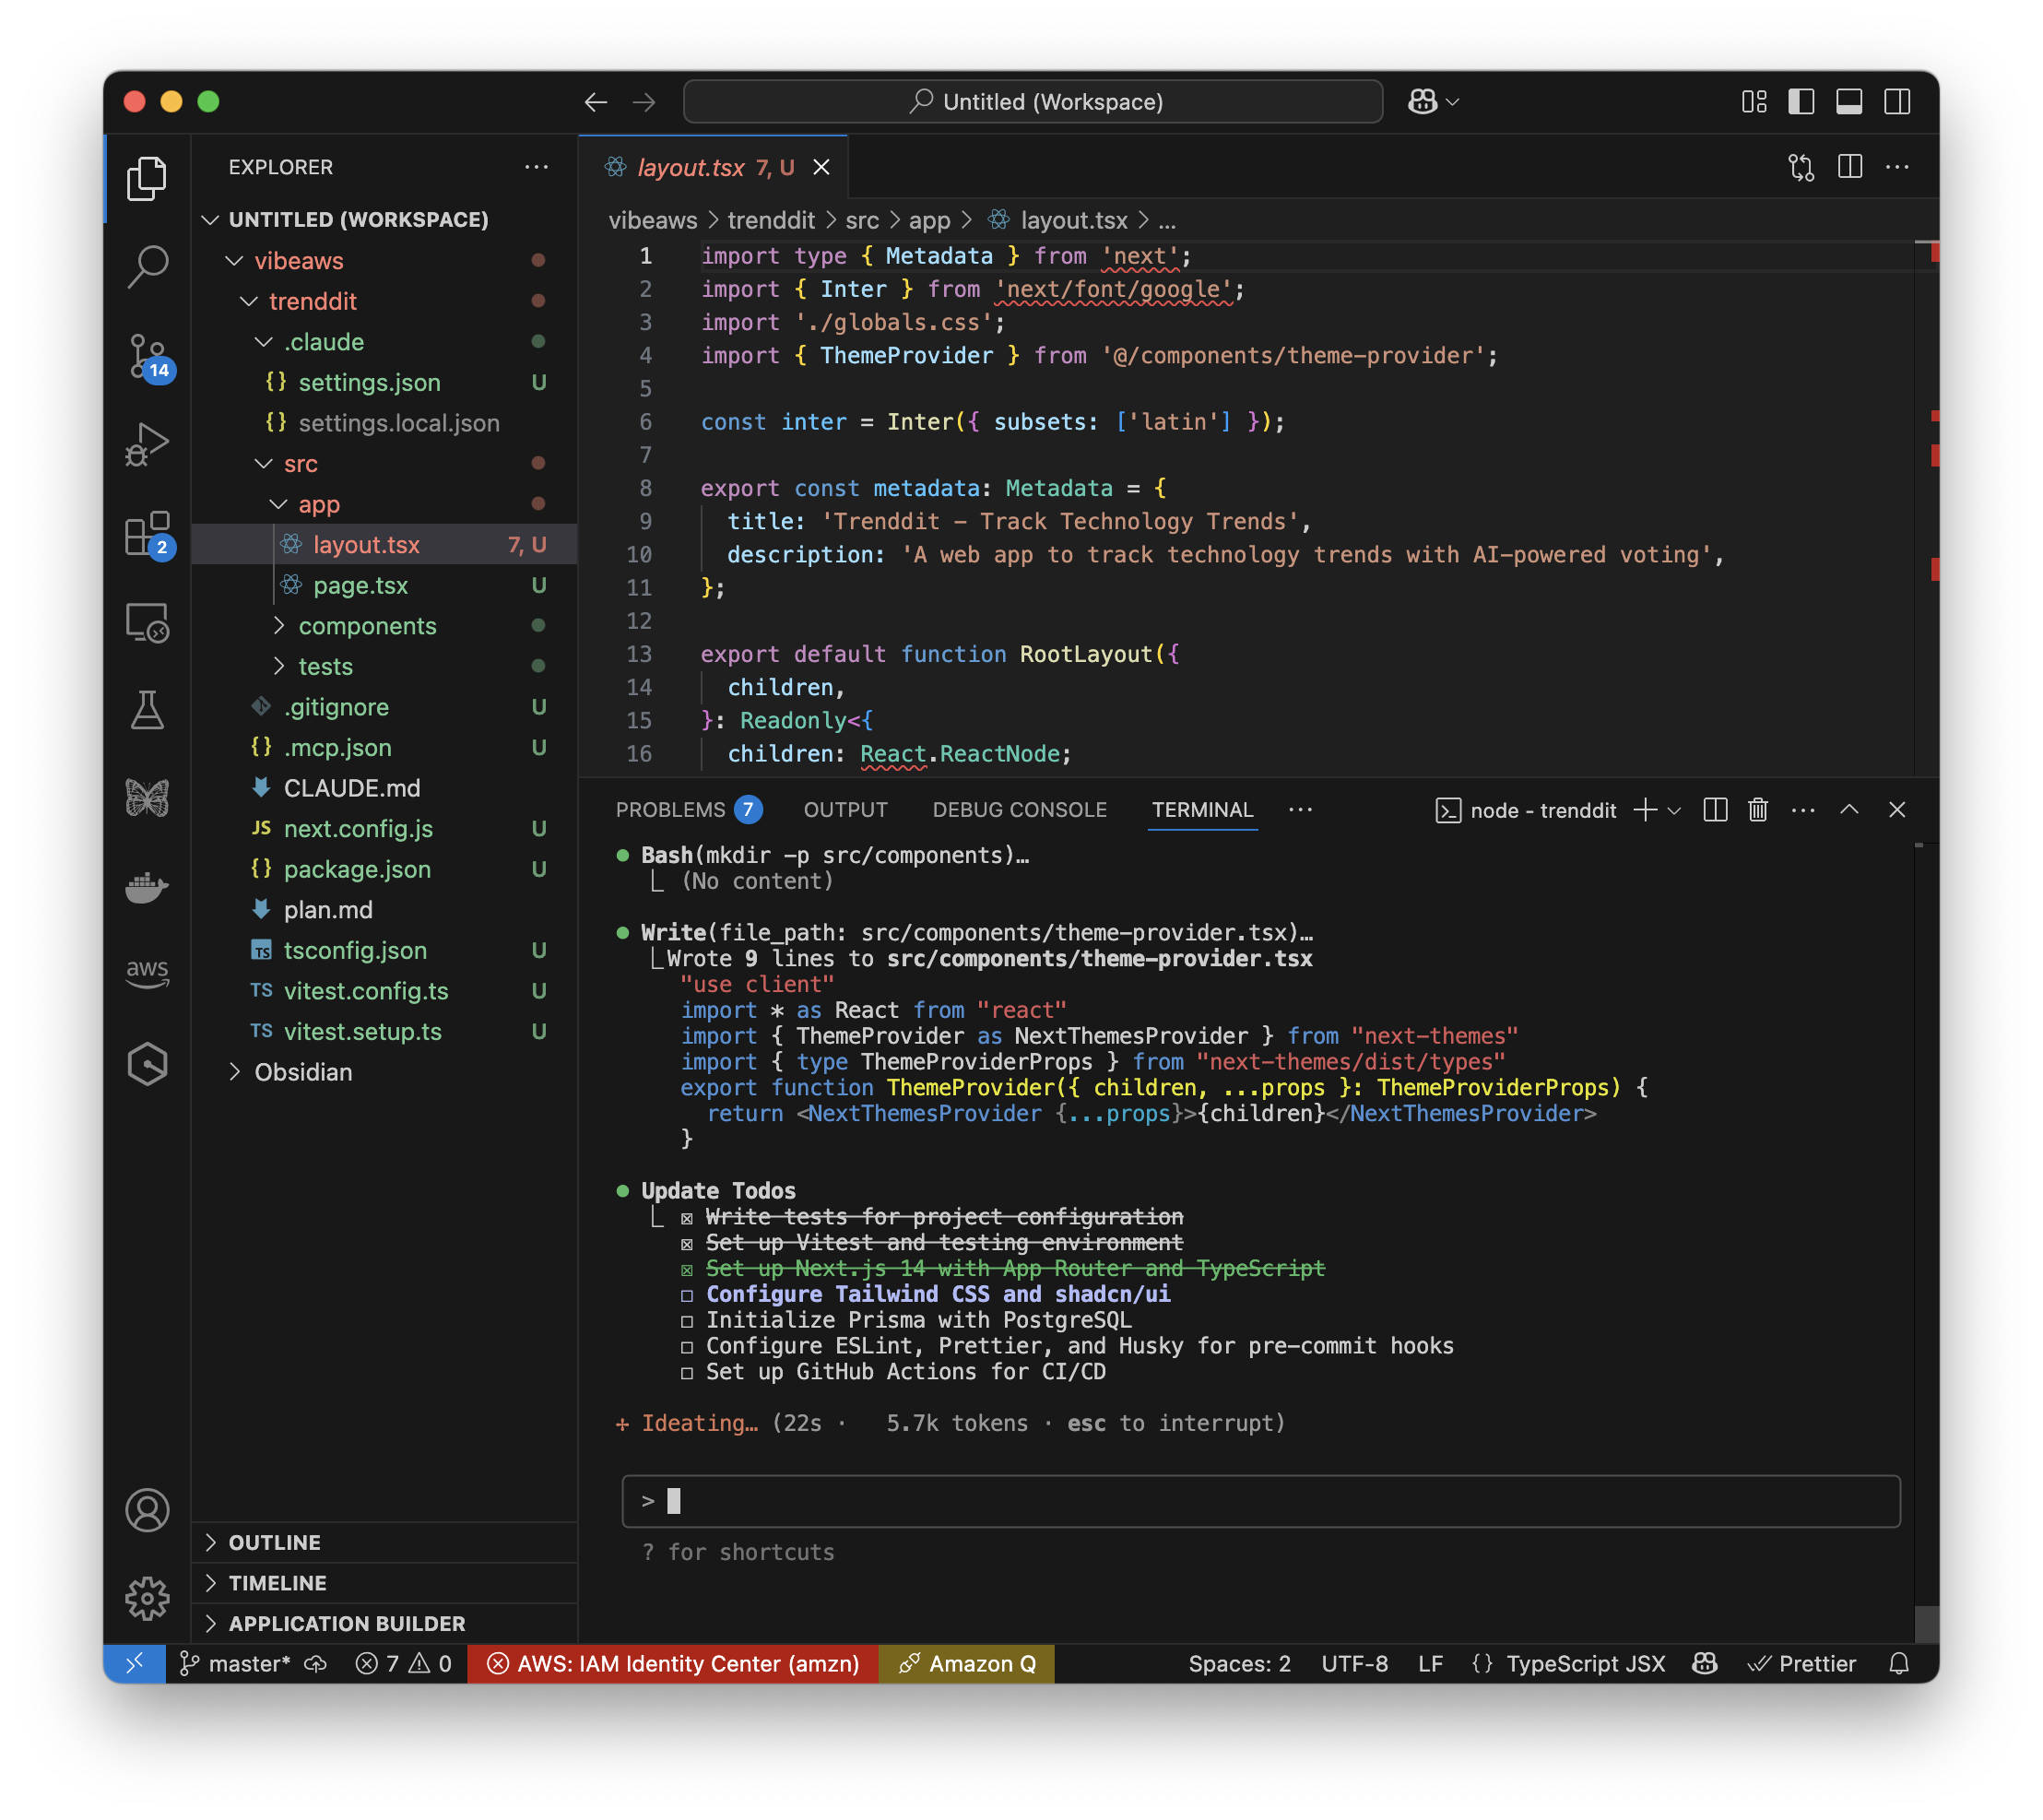 Untitled (Workspace)
EXPLORER
UNTITLED (WORKSPACE)
vibeaws
trenddit
.claude
{} settings.json U
{} settings.local.json
src
app
layout.tsx 7, U
page.tsx U
components
tests
.gitignore U
{} .mcp.json U
CLAUDE.md
JS next.config.js U
{} package.json U
plan.md
TS tsconfig.json U
TS vitest.config.ts U
TS vitest.setup.ts U
Obsidian
OUTLINE
TIMELINE
APPLICATION BUILDER
14
2
aws
layout.tsx 7, U
vibeaws > trenddit > src > app > layout.tsx > ...
1 import type { Metadata } from 'next';
2 import { Inter } from 'next/font/google';
3 import './globals.css';
4 import { ThemeProvider } from '@/components/theme-provider';
5
6 const inter = Inter({ subsets: ['latin'] });
7
8 export const metadata: Metadata = {
9 title: 'Trenddit - Track Technology Trends',
10 description: 'A web app to track technology trends with AI-powered voting',
11 };
12
13 export default function RootLayout({
14 children,
15 }: Readonly<{
16 children: React.ReactNode;
PROBLEMS 7 OUTPUT DEBUG CONSOLE TERMINAL ··· node - trenddit
Bash(mkdir -p src/components)…
(No content)
Write(file_path: src/components/theme-provider.tsx)…
Wrote 9 lines to src/components/theme-provider.tsx
"use client"
import * as React from "react"
import { ThemeProvider as NextThemesProvider } from "next-themes"
import { type ThemeProviderProps } from "next-themes/dist/types"
export function ThemeProvider({ children, ...props }: ThemeProviderProps) {
return <NextThemesProvider {...props}>{children}</NextThemesProvider>
}
Update Todos
☒ Write tests for project configuration
☒ Set up Vitest and testing environment
☒ Set up Next.js 14 with App Router and TypeScript
☐ Configure Tailwind CSS and shadcn/ui
☐ Initialize Prisma with PostgreSQL
☐ Configure ESLint, Prettier, and Husky for pre-commit hooks
☐ Set up GitHub Actions for CI/CD
+ Ideating… (22s · 5.7k tokens · esc to interrupt)
>
? for shortcuts
master* 7 0 AWS: IAM Identity Center (amzn) Amazon Q Spaces: 2 UTF-8 LF {} TypeScript JSX Prettier